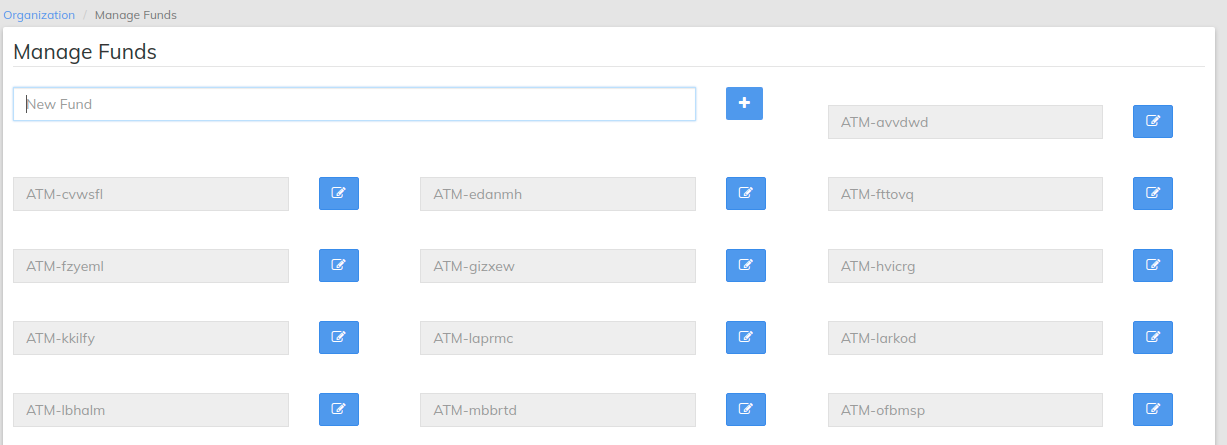 Organization / Manage Funds
Manage Funds
New Fund
ATM-avvdwd
ATM-cvwsfl ATM-edanmh ATM-fttovq
ATM-fzyeml ATM-gizxew ATM-hvicrg
ATM-kkilfy ATM-laprmc ATM-larkod
ATM-lbhalm ATM-mbbrtd ATM-ofbmsp